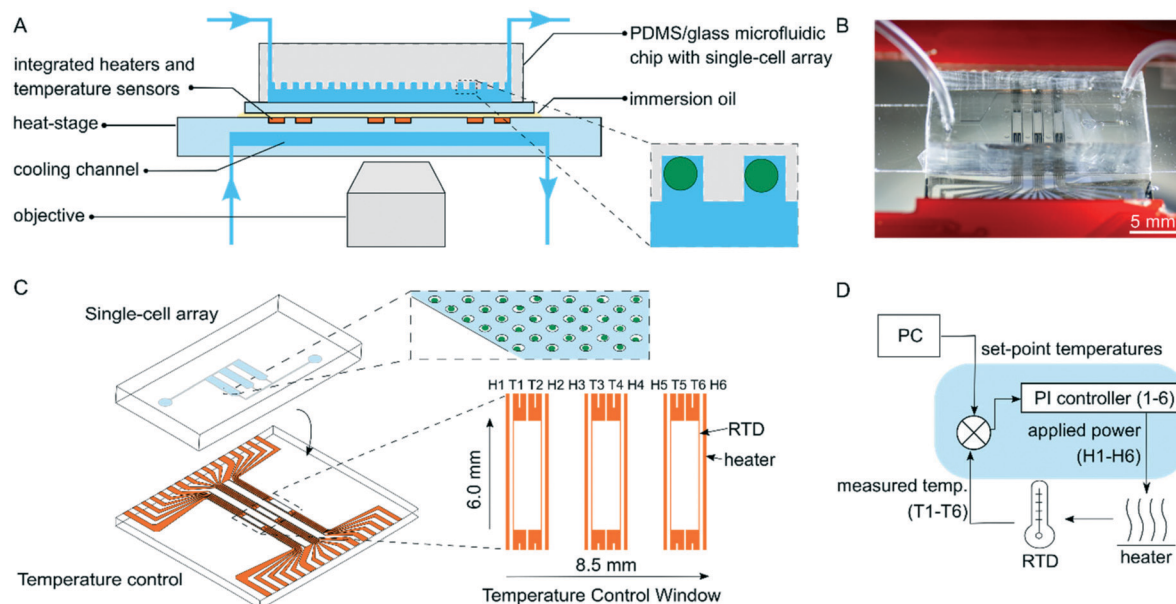 A
integrated heaters and
temperature sensors
heat-stage
cooling channel
objective
PDMS/glass microfluidic
chip with single-cell array
immersion oil
B
5 mm
C
Single-cell array
Temperature control
H1 T1 T2 H2 H3 T3 T4 H4 H5 T5 T6 H6
RTD
heater
6.0 mm
8.5 mm
Temperature Control Window
D
PC
set-point temperatures
PI controller (1-6)
applied power
(H1-H6)
measured temp.
(T1-T6)
RTD
heater